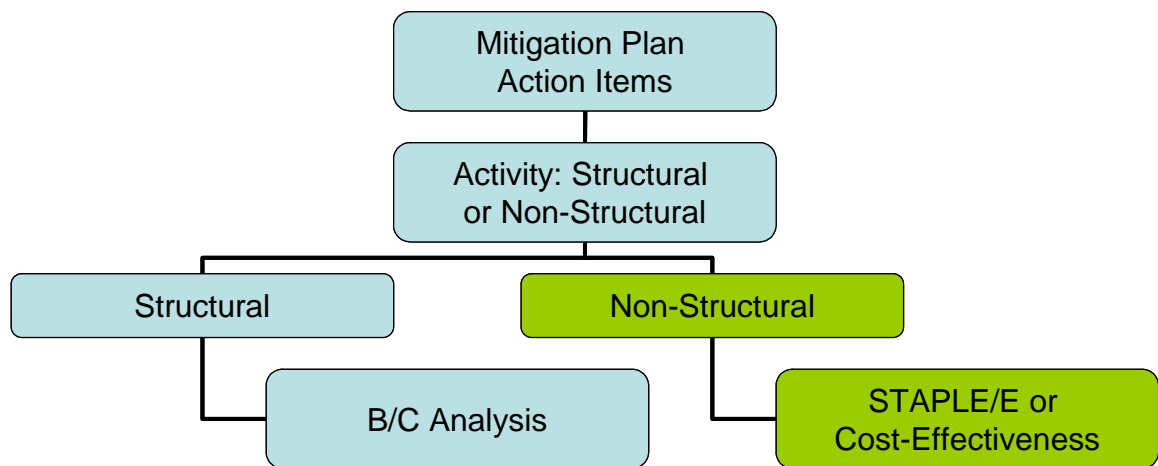 Mitigation Plan
Action Items
Activity: Structural
or Non-Structural
Structural
Non-Structural
B/C Analysis
STAPLE/E or
Cost-Effectiveness